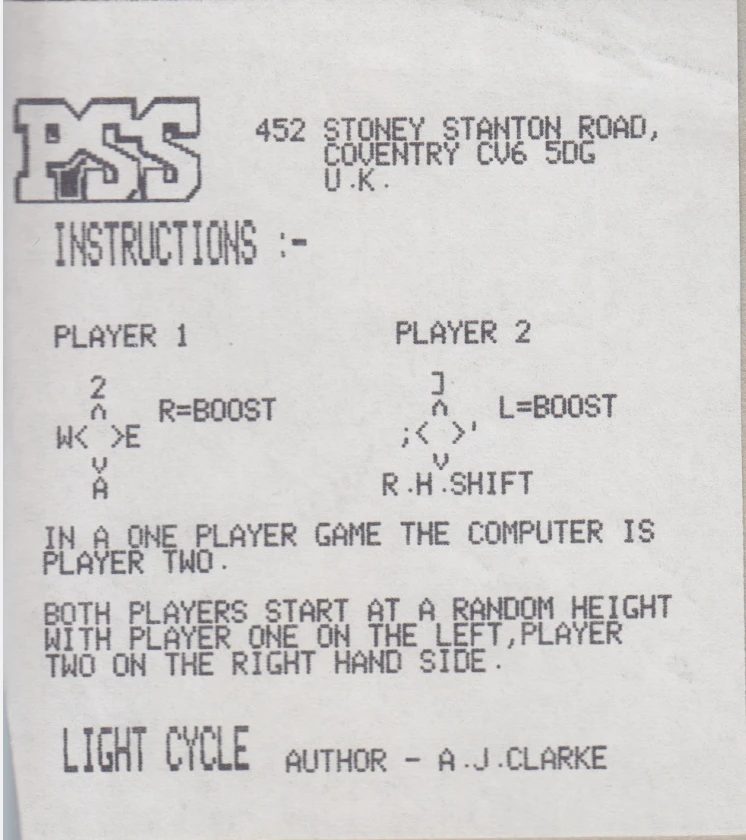 PSS
452 STONEY STANTON ROAD,
COVENTRY CV6 5DG
U.K.
INSTRUCTIONS :-
PLAYER 1 PLAYER 2
2 ]
^ R=BOOST ^ L=BOOST
W< >E ;< >'
v v
A R.H.SHIFT
IN A ONE PLAYER GAME THE COMPUTER IS
PLAYER TWO.
BOTH PLAYERS START AT A RANDOM HEIGHT
WITH PLAYER ONE ON THE LEFT,PLAYER
TWO ON THE RIGHT HAND SIDE.
LIGHT CYCLE AUTHOR - A.J.CLARKE